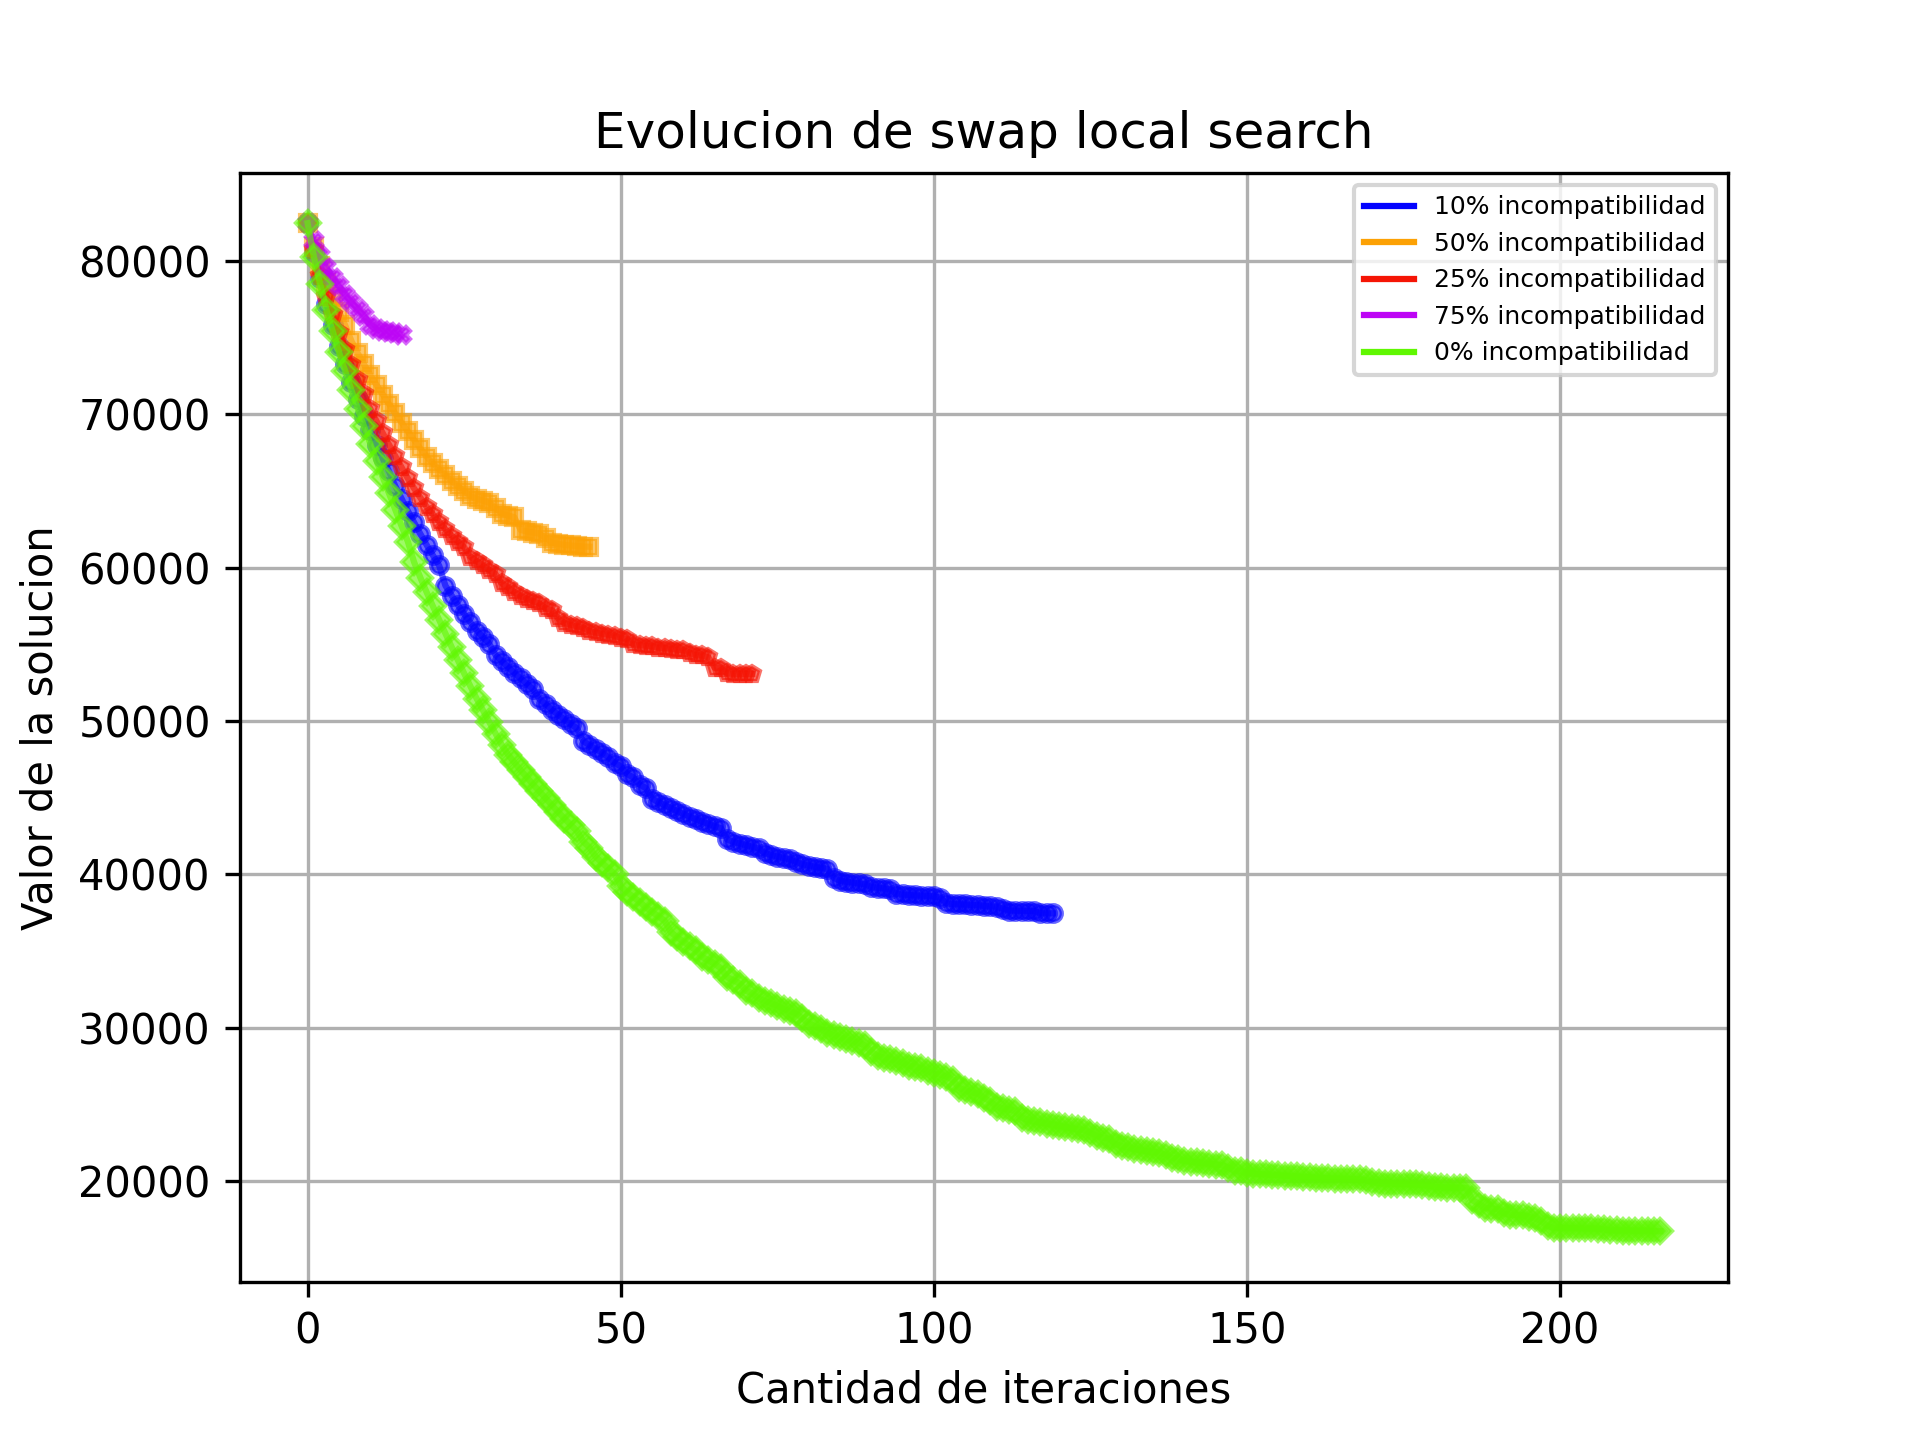 Evolucion de swap local search
10% incompatibilidad
50% incompatibilidad
25% incompatibilidad
75% incompatibilidad
0% incompatibilidad
Valor de la solucion
80000
70000
60000
50000
40000
30000
20000
0 50 100 150 200
Cantidad de iteraciones